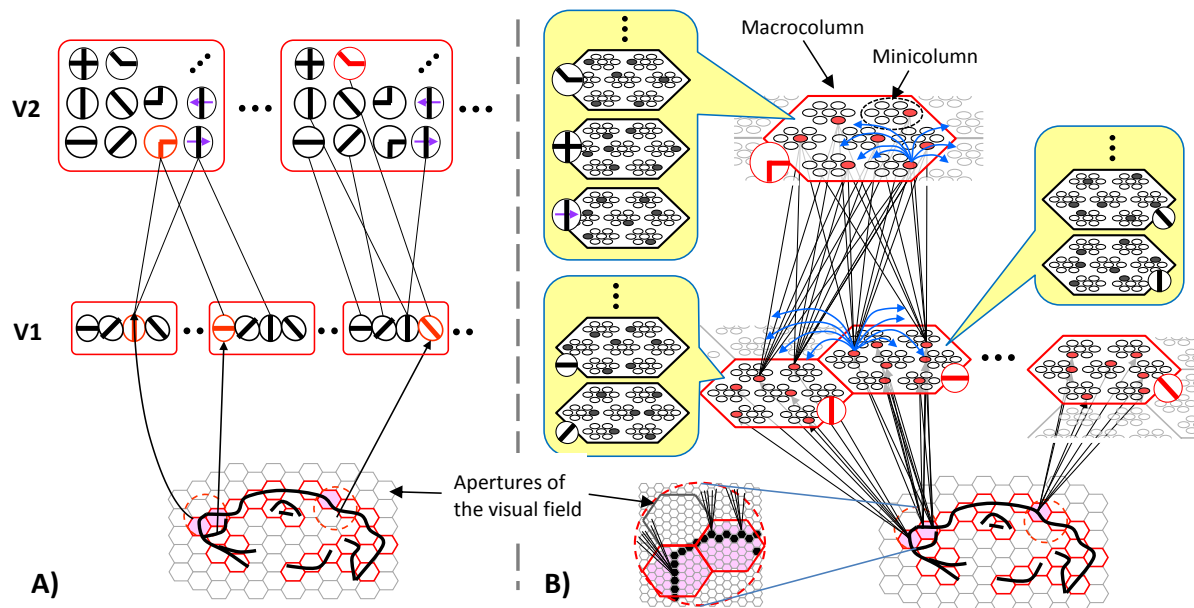 V2
V1
A)
Apertures of
the visual field
Macrocolumn
Minicolumn
B)